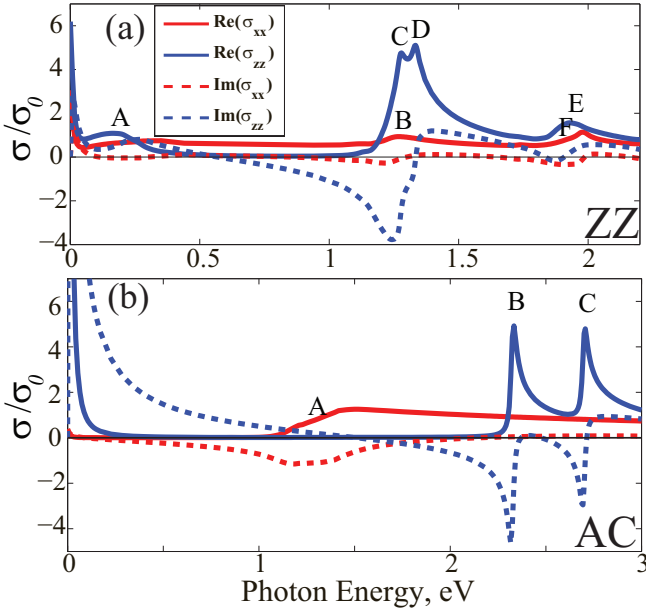 (a)
Re(σxx)
Re(σzz)
Im(σxx)
Im(σzz)
A
B
C D
E
F
σ/σ0
6
4
2
0
−2
−4
0 0.5 1 1.5 2
ZZ
(b)
A
B
C
σ/σ0
6
4
2
0
-2
-4
0 1 2 3
AC
Photon Energy, eV